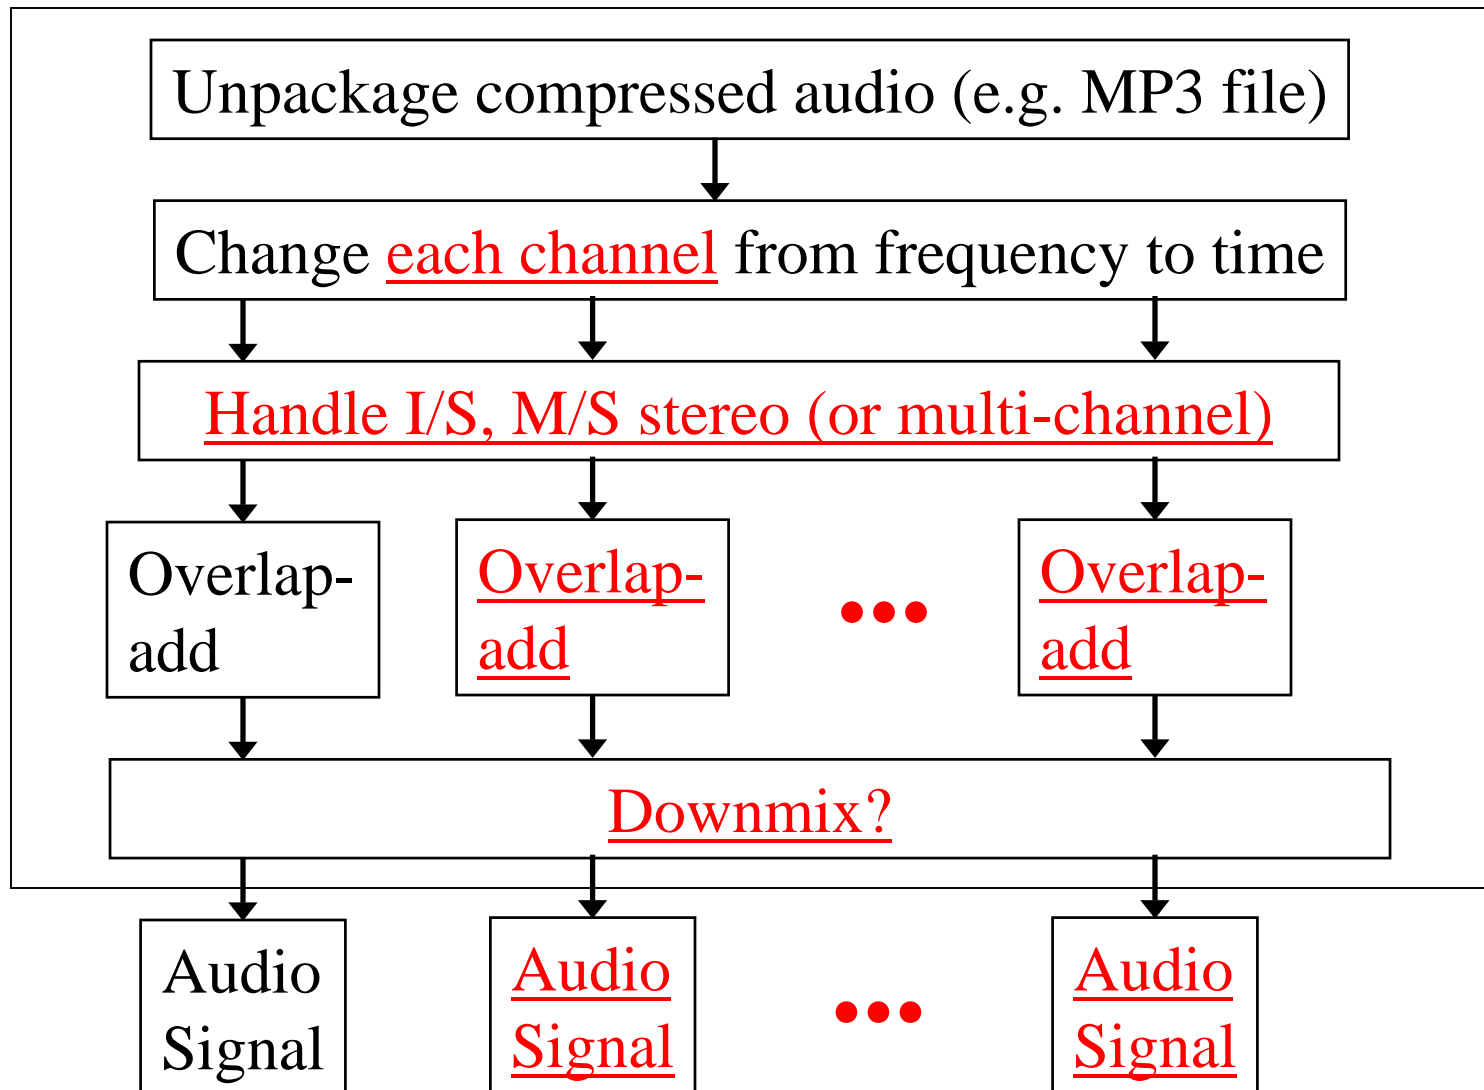 Unpackage compressed audio (e.g. MP3 file)
Change each channel from frequency to time
Handle I/S, M/S stereo (or multi-channel)
Overlap-
add
Overlap-
add
•••
Overlap-
add
Downmix?
Audio
Signal
Audio
Signal
•••
Audio
Signal